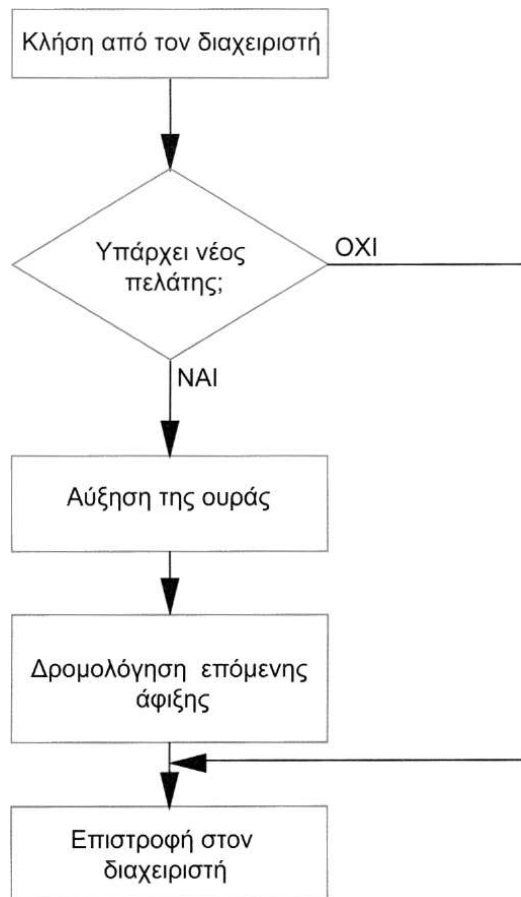 Κλήση από τον διαχειριστή
Υπάρχει νέος
πελάτης;
ΟΧΙ
ΝΑΙ
Αύξηση της ουράς
Δρομολόγηση επόμενης
άφιξης
Επιστροφή στον
διαχειριστή